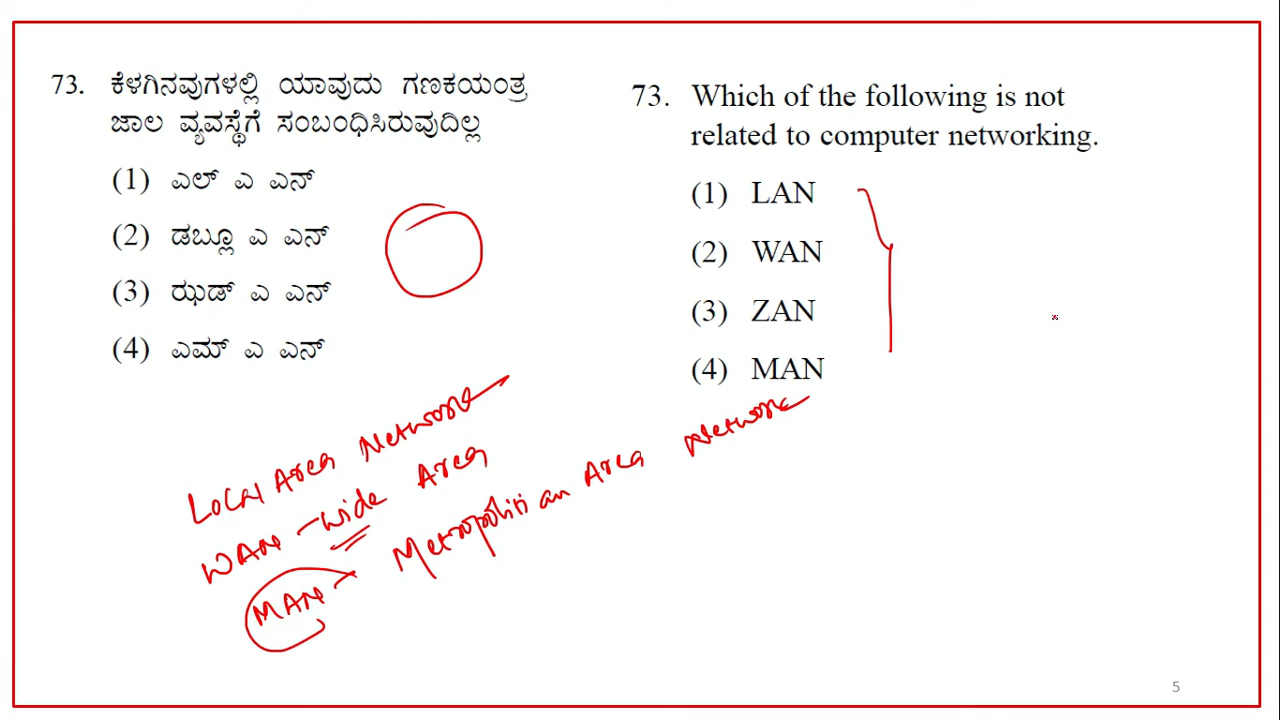 73. ಕೆಳಗಿನವುಗಳಲ್ಲಿ ಯಾವುದು ಗಣಕಯಂತ್ರ
ಜಾಲ ವ್ಯವಸ್ಥೆಗೆ ಸಂಬಂಧಿಸಿರುವುದಿಲ್ಲ
(1) ಎಲ್ ಎ ಎನ್
(2) ಡಬ್ಲೂ ಎ ಎನ್
(3) ಝಡ್ ಎ ಎನ್
(4) ಎಮ್ ಎ ಎನ್
73. Which of the following is not
related to computer networking.
(1) LAN
(2) WAN
(3) ZAN
(4) MAN
Local Area Network
WAN - Wide Area
MAN - Metropolitian Area Network
5